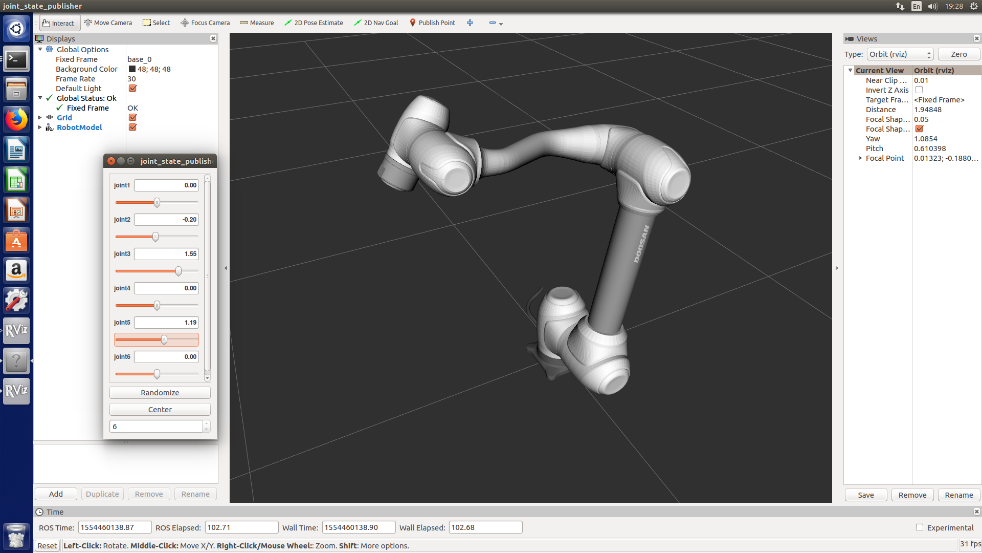 joint_state_publisher
En
19:28
Interact Move Camera Select Focus Camera Measure 2D Pose Estimate 2D Nav Goal Publish Point
Displays
Global Options
Fixed Frame base_0
Background Color 48; 48; 48
Frame Rate 30
Default Light
Global Status: Ok
Fixed Frame OK
Grid
RobotModel
joint_state_publish
joint1 0.00
joint2 -0.20
joint3 1.55
joint4 0.00
joint5 1.19
joint6 0.00
Randomize
Center
6
Add Duplicate Remove Rename
DOOSAN
Views
Type: Orbit (rviz) Zero
Current View Orbit (rviz)
Near Clip ... 0.01
Invert Z Axis
Target Fra... <Fixed Frame>
Distance 1.94848
Focal Shap... 0.05
Focal Shap...
Yaw 1.0854
Pitch 0.610398
Focal Point 0.01323; -0.1880...
Save Remove Rename
Time
ROS Time: 1554460138.87 ROS Elapsed: 102.71 Wall Time: 1554460138.90 Wall Elapsed: 102.68 Experimental
Reset Left-Click: Rotate. Middle-Click: Move X/Y. Right-Click/Mouse Wheel:: Zoom. Shift: More options. 31 fps
RViz
?
RViz